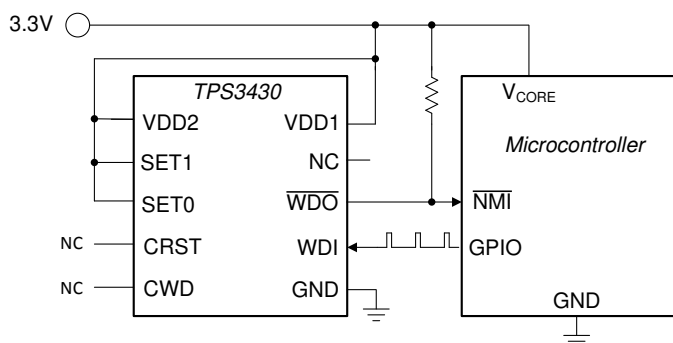 3.3V
TPS3430
VDD2
VDD1
SET1
NC
SET0
WDO
NC
CRST
WDI
NC
CWD
GND
VCORE
Microcontroller
NMI
GPIO
GND